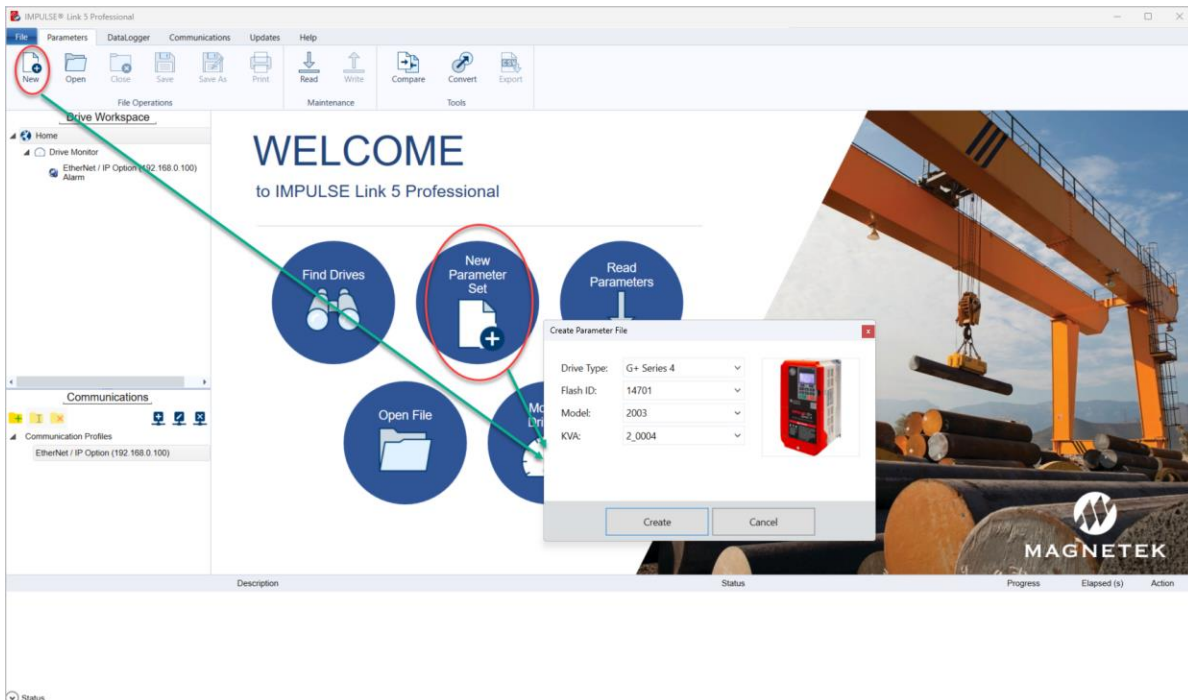 IMPULSE® Link 5 Professional
File Parameters DataLogger Communications Updates Help
New Open Close Save Save As Print Read Write Compare Convert Export
File Operations Maintenance Tools
Drive Workspace
Home
Drive Monitor
EtherNet / IP Option (192.168.0.100)
Alarm
WELCOME
to IMPULSE Link 5 Professional
Find Drives
New
Parameter
Set
Read
Parameters
Open File
Create Parameter File
Drive Type: G+ Series 4
Flash ID: 14701
Model: 2003
KVA: 2_0004
Create Cancel
Communications
Communication Profiles
EtherNet / IP Option (192.168.0.100)
MAGNETEK
Description Status Progress Elapsed (s) Action
Status